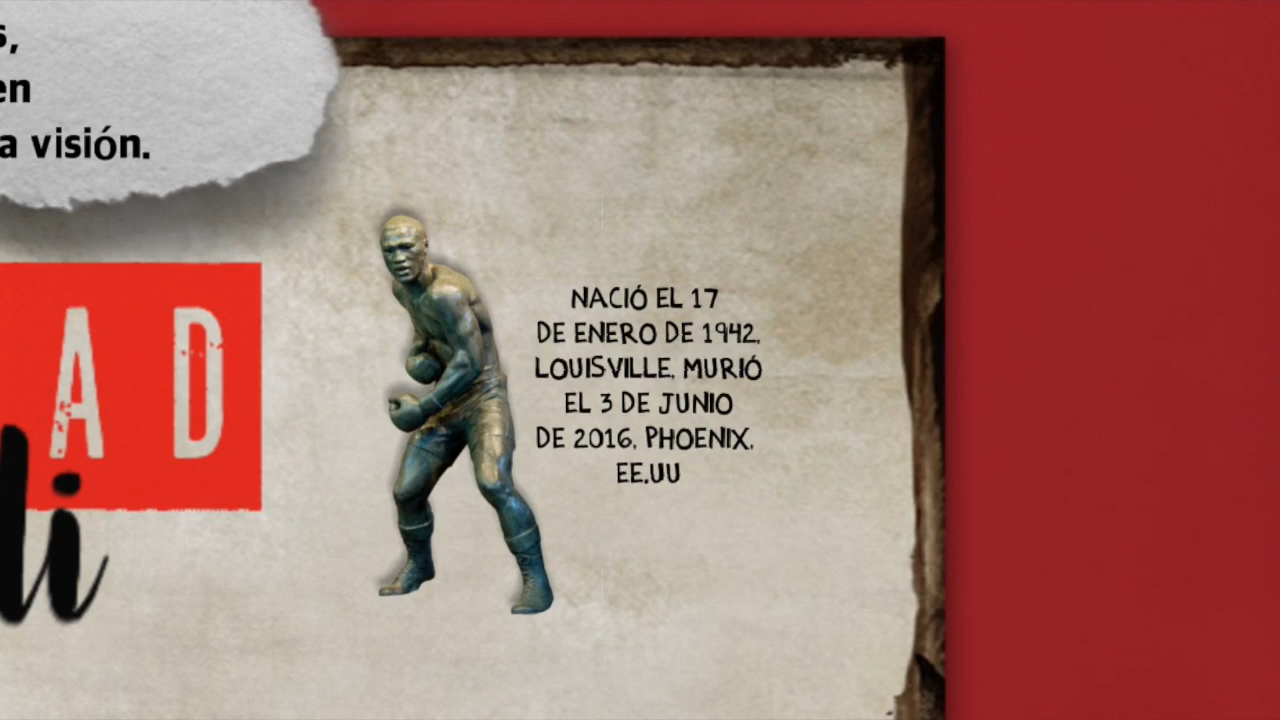 s,
en
a visión.
A D
li
NACIÓ EL 17
DE ENERO DE 1942,
LOUISVILLE, MURIÓ
EL 3 DE JUNIO
DE 2016, PHOENIX,
EE.UU